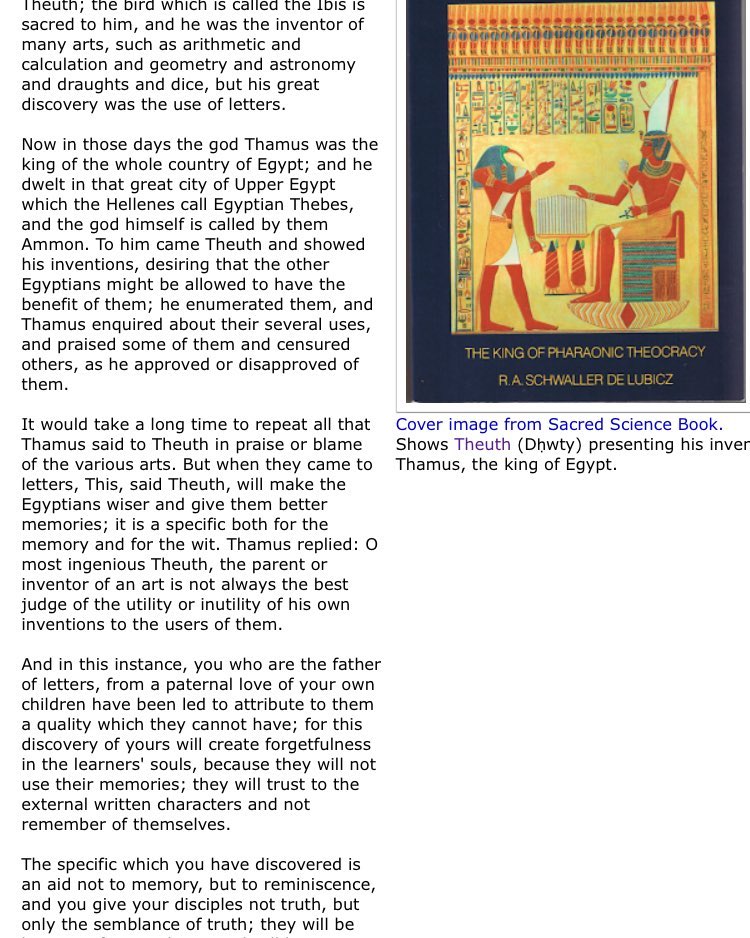 Theuth; the bird which is called the Ibis is
sacred to him, and he was the inventor of
many arts, such as arithmetic and
calculation and geometry and astronomy
and draughts and dice, but his great
discovery was the use of letters.
Now in those days the god Thamus was the
king of the whole country of Egypt; and he
dwelt in that great city of Upper Egypt
which the Hellenes call Egyptian Thebes,
and the god himself is called by them
Ammon. To him came Theuth and showed
his inventions, desiring that the other
Egyptians might be allowed to have the
benefit of them; he enumerated them, and
Thamus enquired about their several uses,
and praised some of them and censured
others, as he approved or disapproved of
them.
It would take a long time to repeat all that
Thamus said to Theuth in praise or blame
of the various arts. But when they came to
letters, This, said Theuth, will make the
Egyptians wiser and give them better
memories; it is a specific both for the
memory and for the wit. Thamus replied: O
most ingenious Theuth, the parent or
inventor of an art is not always the best
judge of the utility or inutility of his own
inventions to the users of them.
And in this instance, you who are the father
of letters, from a paternal love of your own
children have been led to attribute to them
a quality which they cannot have; for this
discovery of yours will create forgetfulness
in the learners' souls, because they will not
use their memories; they will trust to the
external written characters and not
remember of themselves.
The specific which you have discovered is
an aid not to memory, but to reminiscence,
and you give your disciples not truth, but
only the semblance of truth; they will be
THE KING OF PHARAONIC THEOCRACY
R.A. SCHWALLER DE LUBICZ
Cover image from Sacred Science Book.
Shows Theuth (Dḥwty) presenting his inver
Thamus, the king of Egypt.